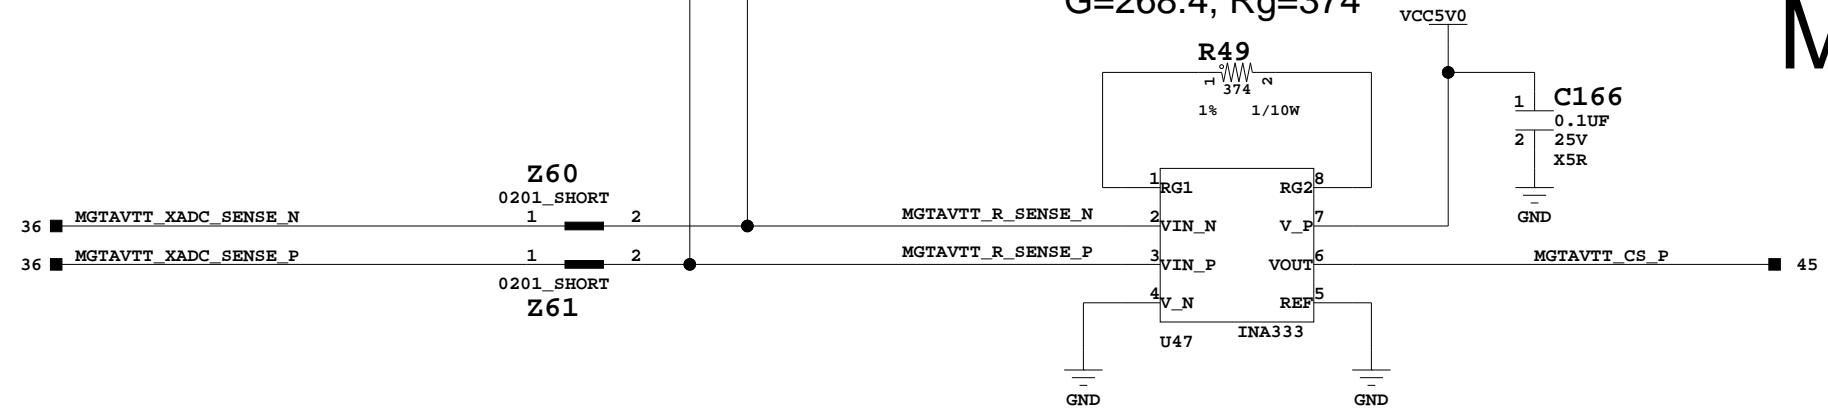 G=268.4, Rg=374
VCC5V0
M
R49
1 2
374
1% 1/10W
C166
1
0.1UF
2 25V
X5R
GND
Z60
0201_SHORT
1 RG1 RG2 8
36 MGTAVTT_XADC_SENSE_N 1 2 MGTAVTT_R_SENSE_N 2 VIN_N V_P 7
36 MGTAVTT_XADC_SENSE_P 1 2 MGTAVTT_R_SENSE_P 3 VIN_P VOUT 6 MGTAVTT_CS_P 45
0201_SHORT
Z61
4 V_N REF 5
U47 INA333
GND GND